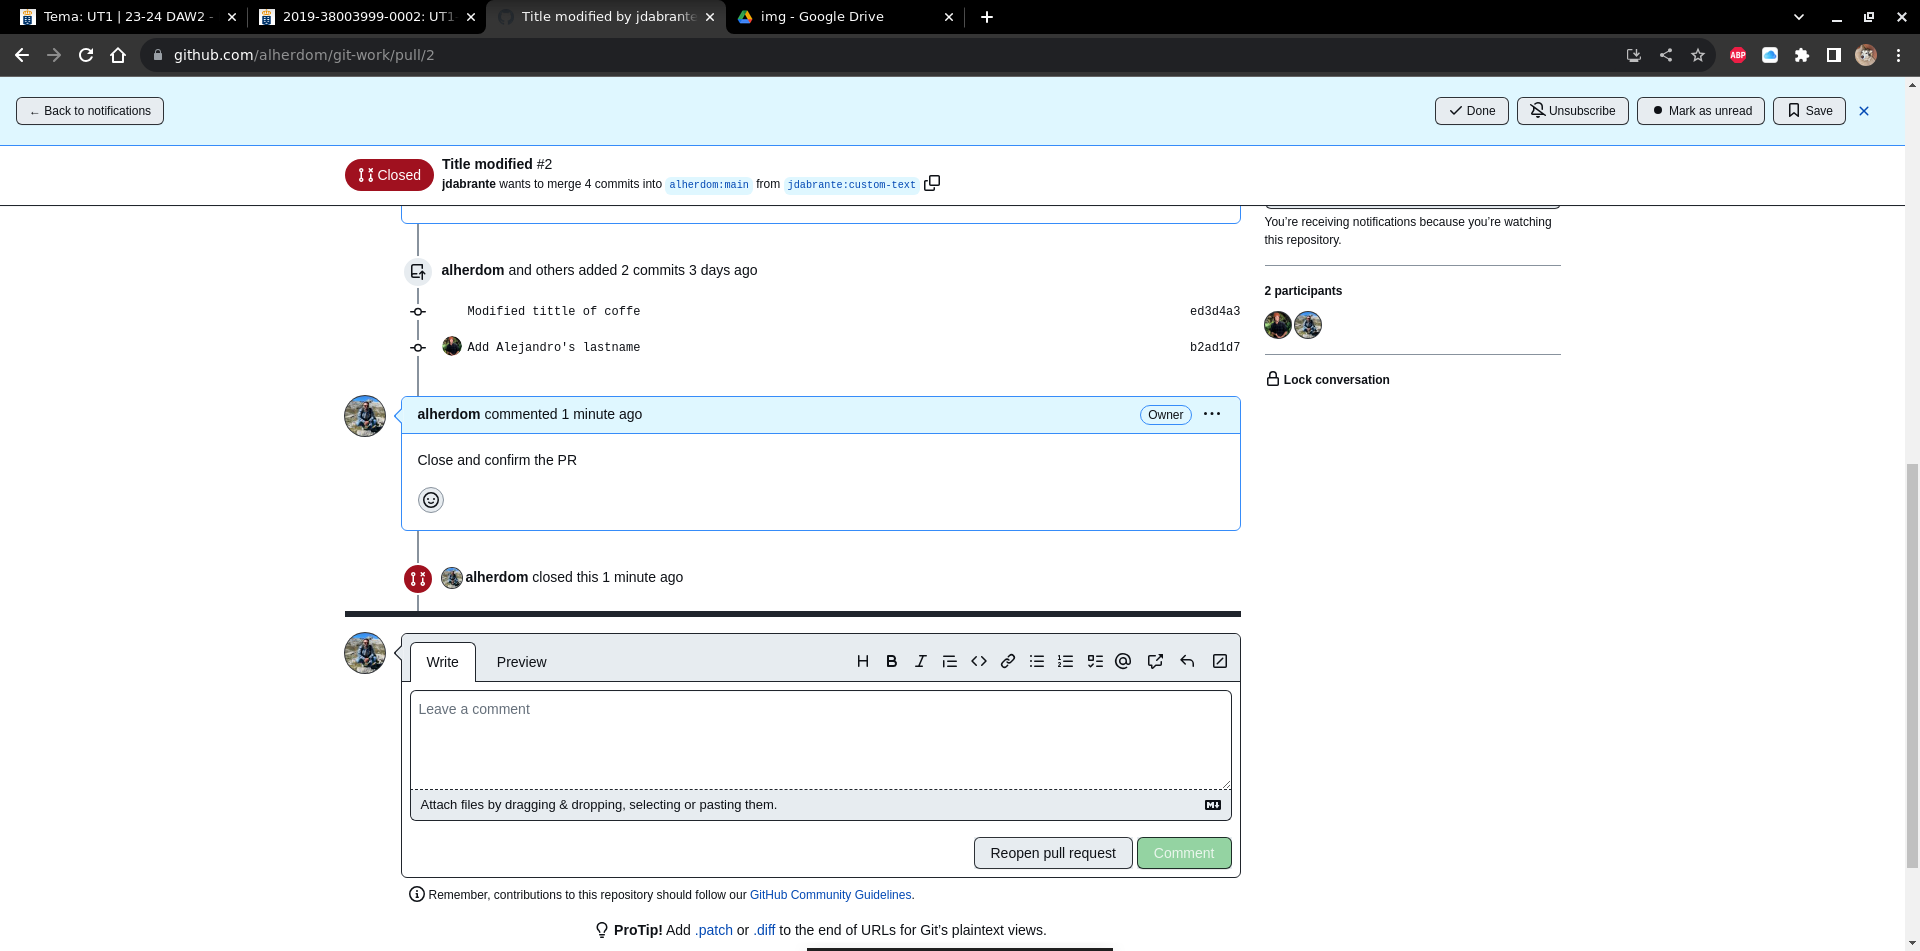 Tema: UT1 | 23-24 DAW2 -
2019-38003999-0002: UT1-
Title modified by jdabrante
img - Google Drive
github.com/alherdom/git-work/pull/2
ABP
← Back to notifications
Done
Unsubscribe
Mark as unread
Save
Closed
Title modified #2
jdabrante wants to merge 4 commits into alherdom:main from jdabrante:custom-text
You’re receiving notifications because you’re watching
this repository.
alherdom and others added 2 commits 3 days ago
Modified tittle of coffe ed3d4a3
Add Alejandro's lastname b2ad1d7
2 participants
Lock conversation
alherdom commented 1 minute ago
Owner
Close and confirm the PR
alherdom closed this 1 minute ago
Write Preview
Leave a comment
Attach files by dragging & dropping, selecting or pasting them.
Reopen pull request
Comment
Remember, contributions to this repository should follow our GitHub Community Guidelines.
ProTip! Add .patch or .diff to the end of URLs for Git’s plaintext views.